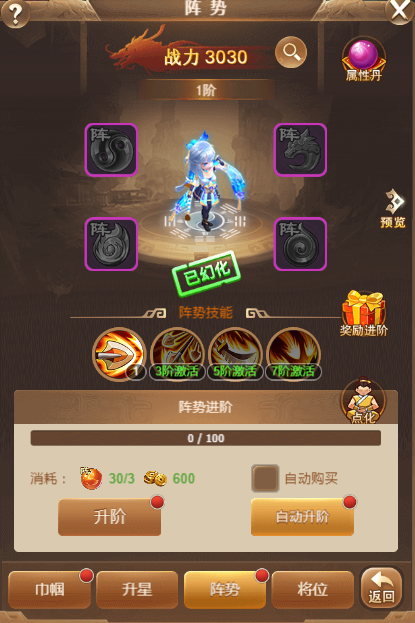 ?
阵 势
X
战力 3030
属性丹
1阶
阵
阵
预览
阵
阵
已幻化
阵势技能
奖励进阶
1
3阶激活
5阶激活
7阶激活
点化
阵势进阶
0 / 100
消耗：
阵
30/3
600
自动购买
升阶
自动升阶
巾帼
升星
阵势
将位
返回